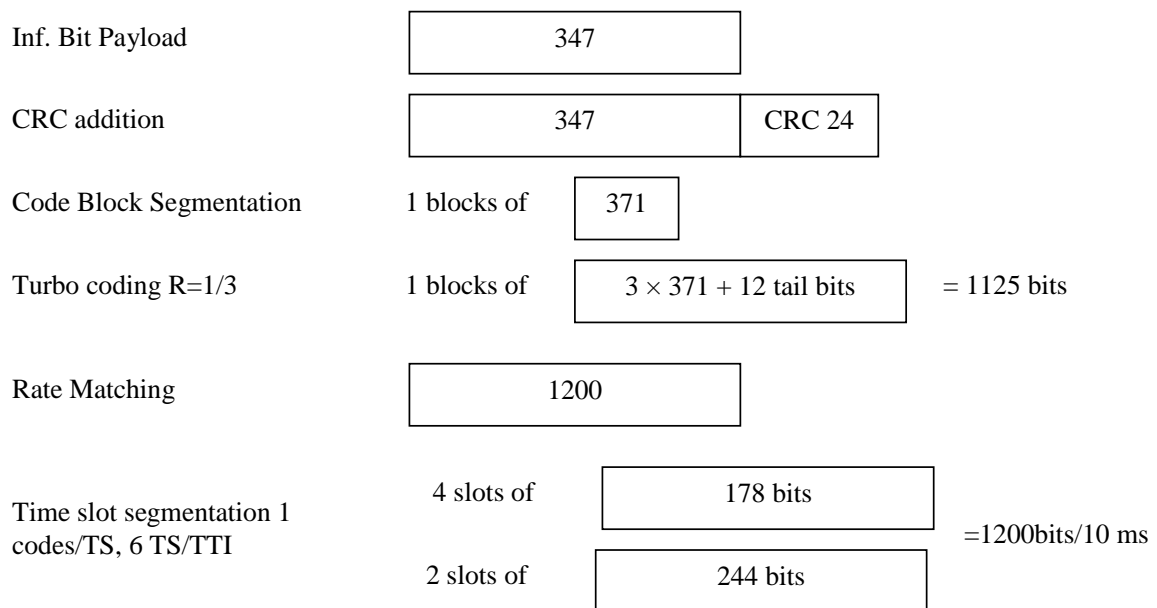 Inf. Bit Payload 347
CRC addition 347 CRC 24
Code Block Segmentation 1 blocks of 371
Turbo coding R=1/3 1 blocks of 3 × 371 + 12 tail bits = 1125 bits
Rate Matching 1200
4 slots of 178 bits
Time slot segmentation 1
codes/TS, 6 TS/TTI
=1200bits/10 ms
2 slots of 244 bits